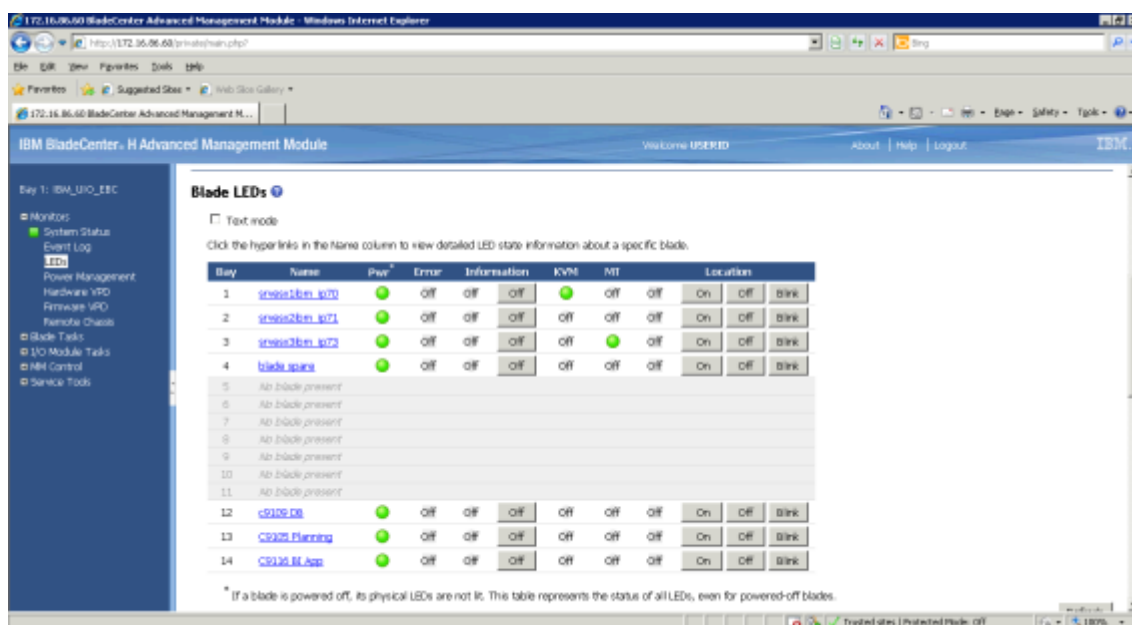 172.16.86.60 BladeCenter Advanced Management Module - Windows Internet Explorer
http://172.16.86.60/private/main.php?
Bing
File Edit View Favorites Tools Help
Favorites Suggested Sites Web Slice Gallery
172.16.86.60 BladeCenter Advanced Management M...
Page Safety Tools
IBM BladeCenter® H Advanced Management Module Welcome USERID About | Help | Logout IBM.
Bay 1: IBM_UIO_EBC
Monitors
System Status
Event Log
LEDs
Power Management
Hardware VPD
Firmware VPD
Remote Chassis
Blade Tasks
I/O Module Tasks
MM Control
Service Tools
Blade LEDs
Text mode
Click the hyperlinks in the Name column to view detailed LED state information about a specific blade.
Bay Name Pwr* Error Information KVM MT Location
1 Off Off Off Off Off On Off Blink
2 Off Off Off Off Off Off On Off Blink
3 Off Off Off Off Off On Off Blink
4 blade spare Off Off Off Off Off Off On Off Blink
5 No blade present
6 No blade present
7 No blade present
8 No blade present
9 No blade present
10 No blade present
11 No blade present
12 c9109 DB Off Off Off Off Off Off On Off Blink
13 C9105 Planning Off Off Off Off Off Off On Off Blink
14 C9116 BI App Off Off Off Off Off Off On Off Blink
* If a blade is powered off, its physical LEDs are not lit. This table represents the status of all LEDs, even for powered-off blades.
Trusted sites | Protected Mode: Off 100%